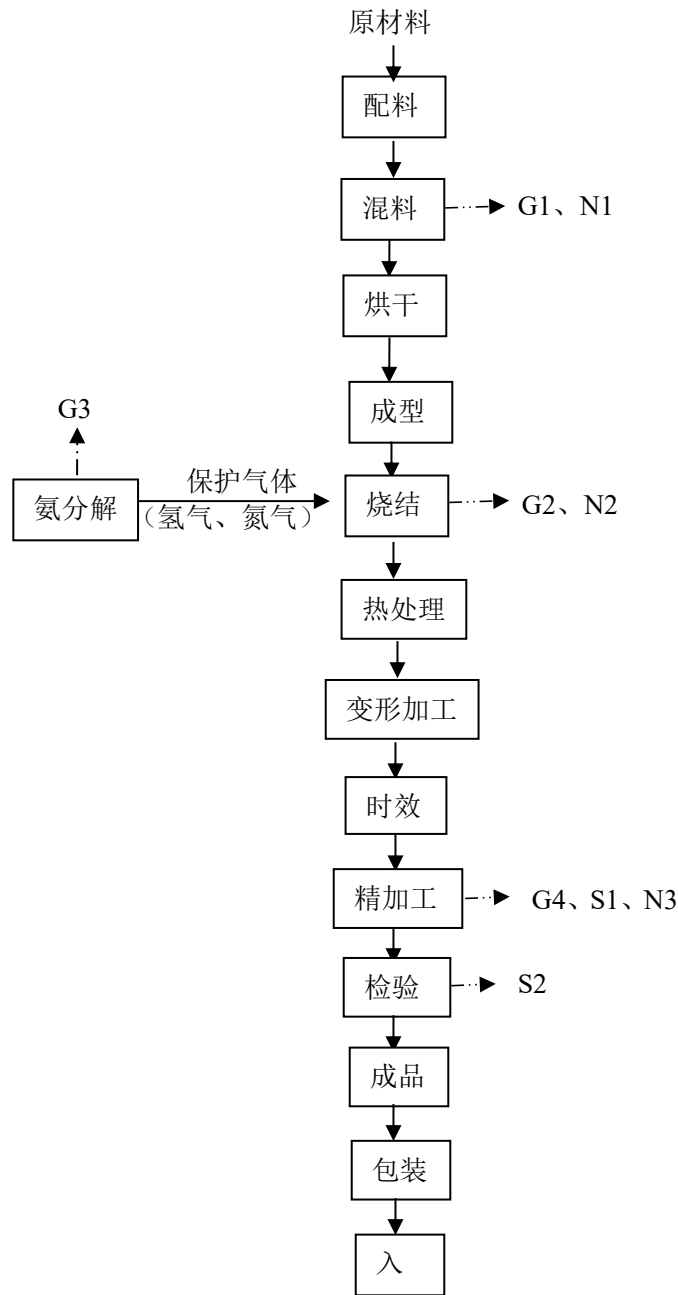 原材料
配料
混料
G1、N1
烘干
成型
G3
氨分解
保护气体
（氢气、氮气）
烧结
G2、N2
热处理
变形加工
时效
精加工
G4、S1、N3
检验
S2
成品
包装
入